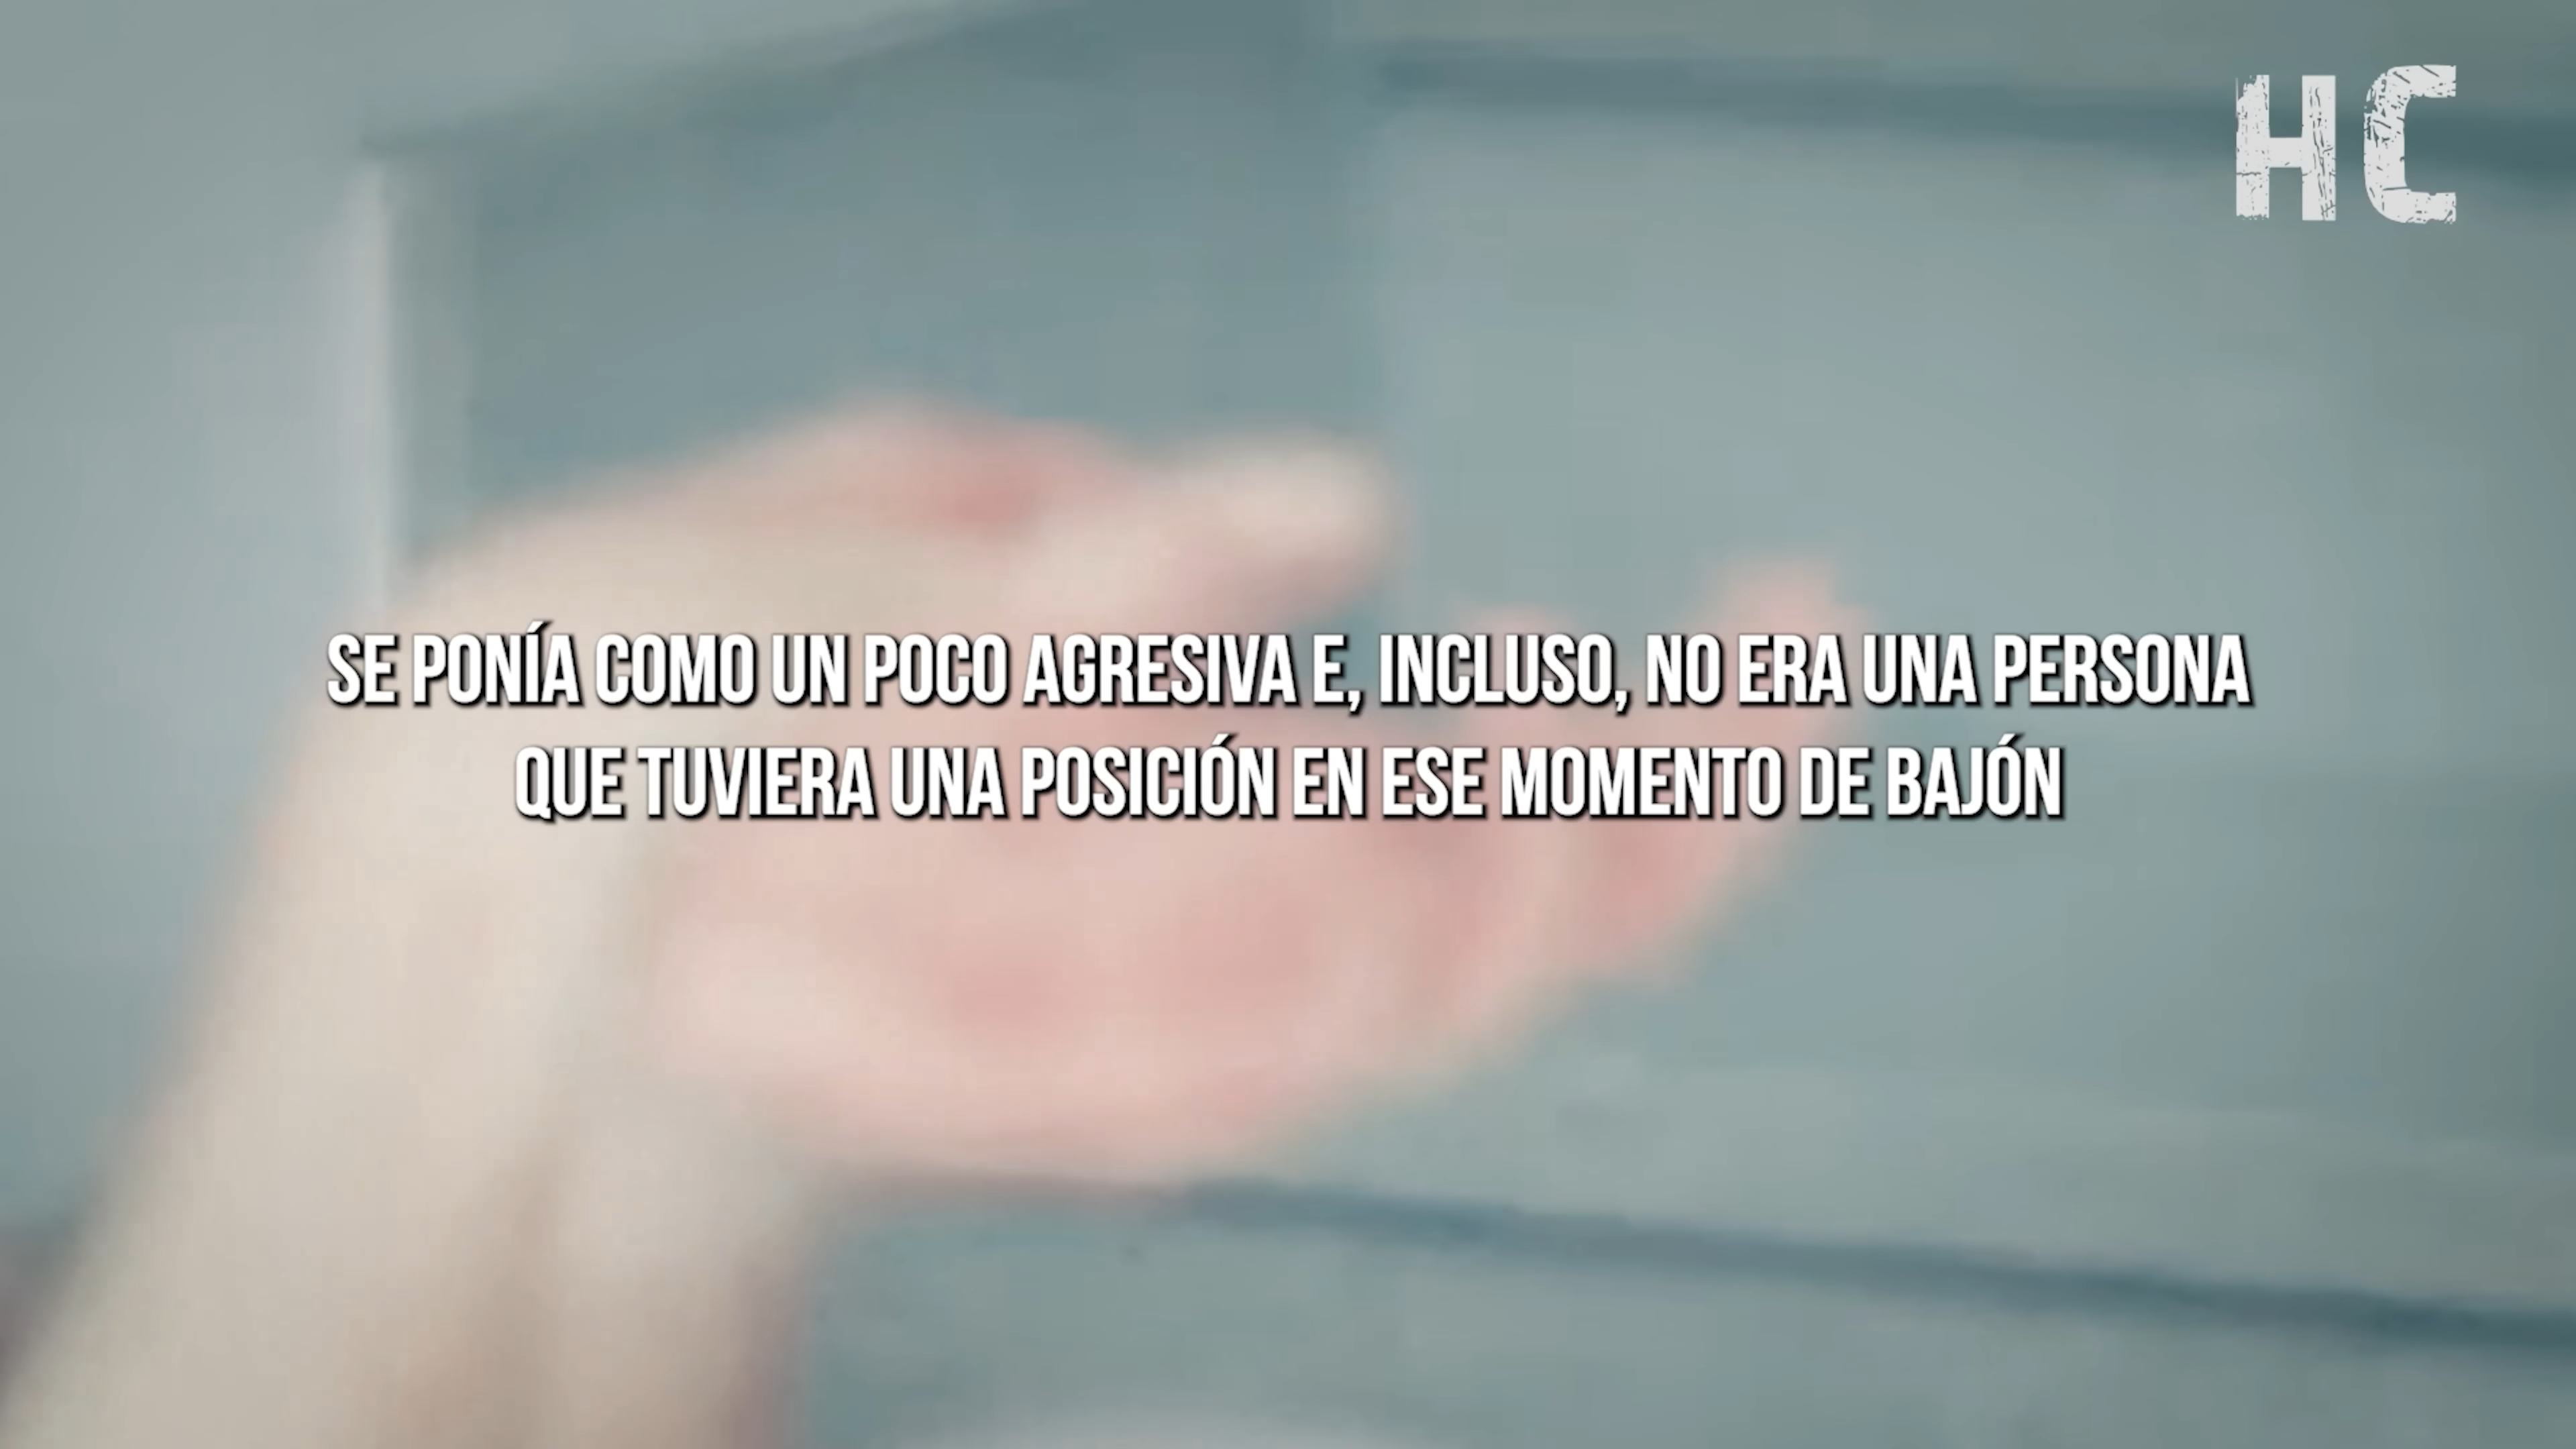 HC
SE PONÍA COMO UN POCO AGRESIVA E, INCLUSO, NO ERA UNA PERSONA
QUE TUVIERA UNA POSICIÓN EN ESE MOMENTO DE BAJÓN